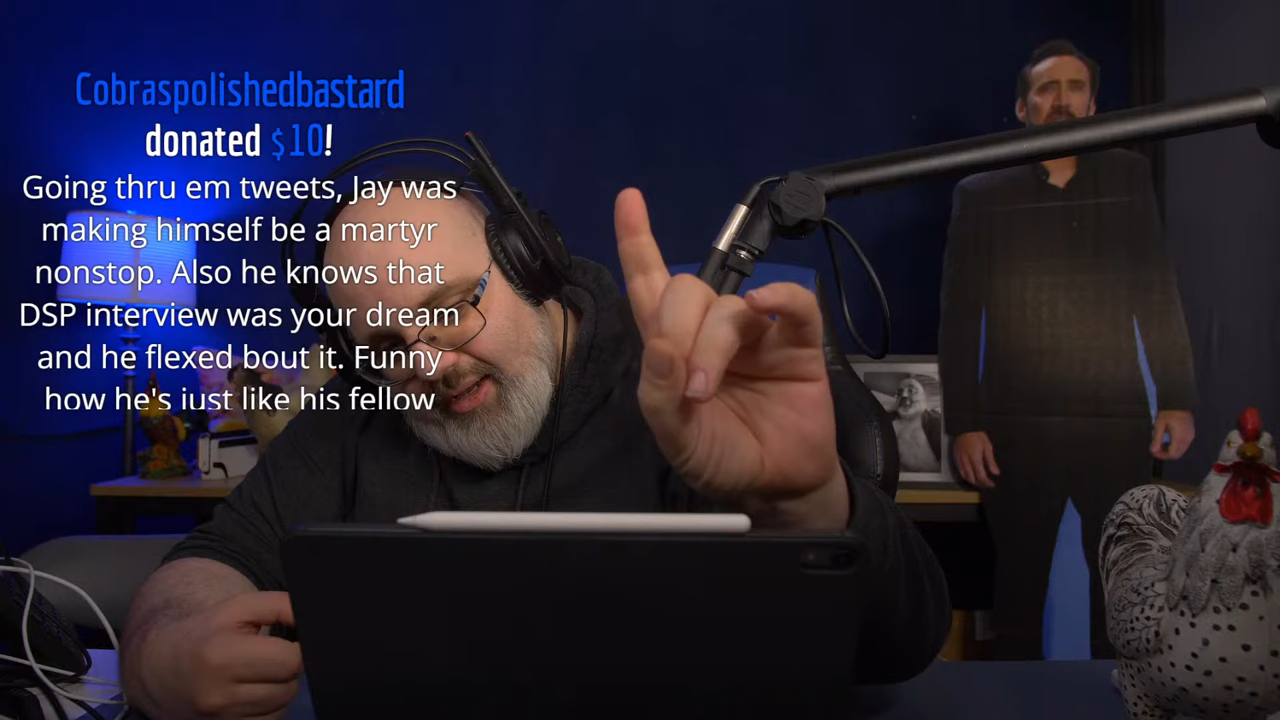 Cobraspolishedbastard
donated $10!
Going thru em tweets, Jay was
making himself be a martyr
nonstop. Also he knows that
DSP interview was your dream
and he flexed bout it. Funny
how he's just like his fellow